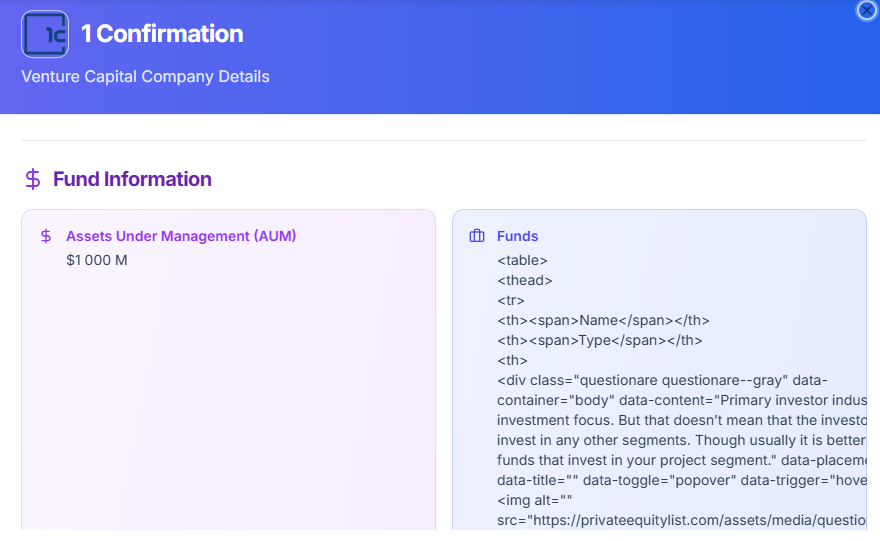 1c
1 Confirmation
Venture Capital Company Details
Fund Information
Assets Under Management (AUM)
$1 000 M
Funds
<table>
<thead>
<tr>
<th><span>Name</span></th>
<th><span>Type</span></th>
<th>
<div class="questionare questionare--gray" data-
container="body" data-content="Primary investor indus
investment focus. But that doesn’t mean that the investo
invest in any other segments. Though usually it is better
funds that invest in your project segment." data-placeme
data-title="" data-toggle="popover" data-trigger="hove
<img alt=""
src="https://privateequitylist.com/assets/media/questio